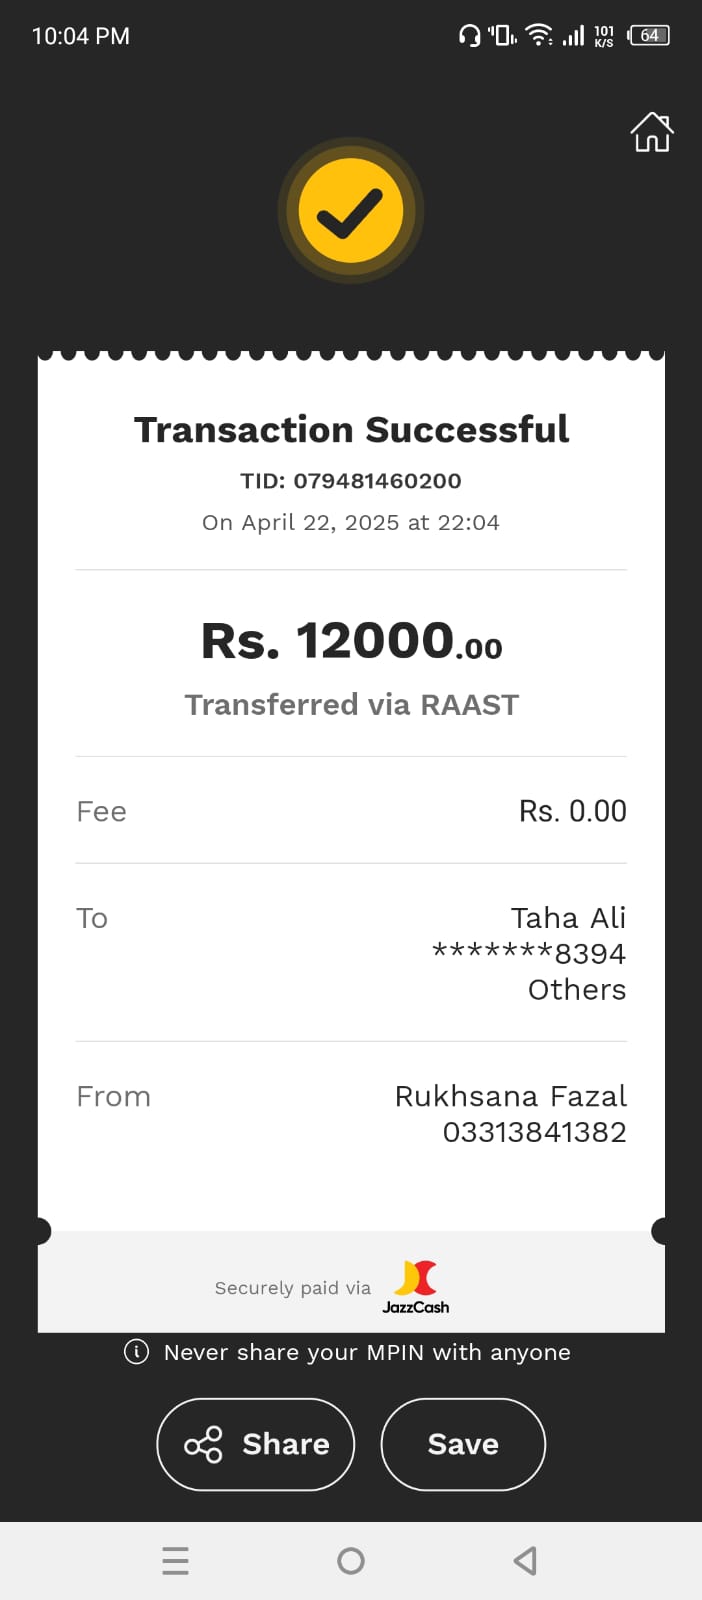 10:04 PM
101
K/S
64
Transaction Successful
TID: 079481460200
On April 22, 2025 at 22:04
Rs. 12000.00
Transferred via RAAST
Fee Rs. 0.00
To Taha Ali
*******8394
Others
From Rukhsana Fazal
03313841382
Securely paid via JazzCash
Never share your MPIN with anyone
Share Save